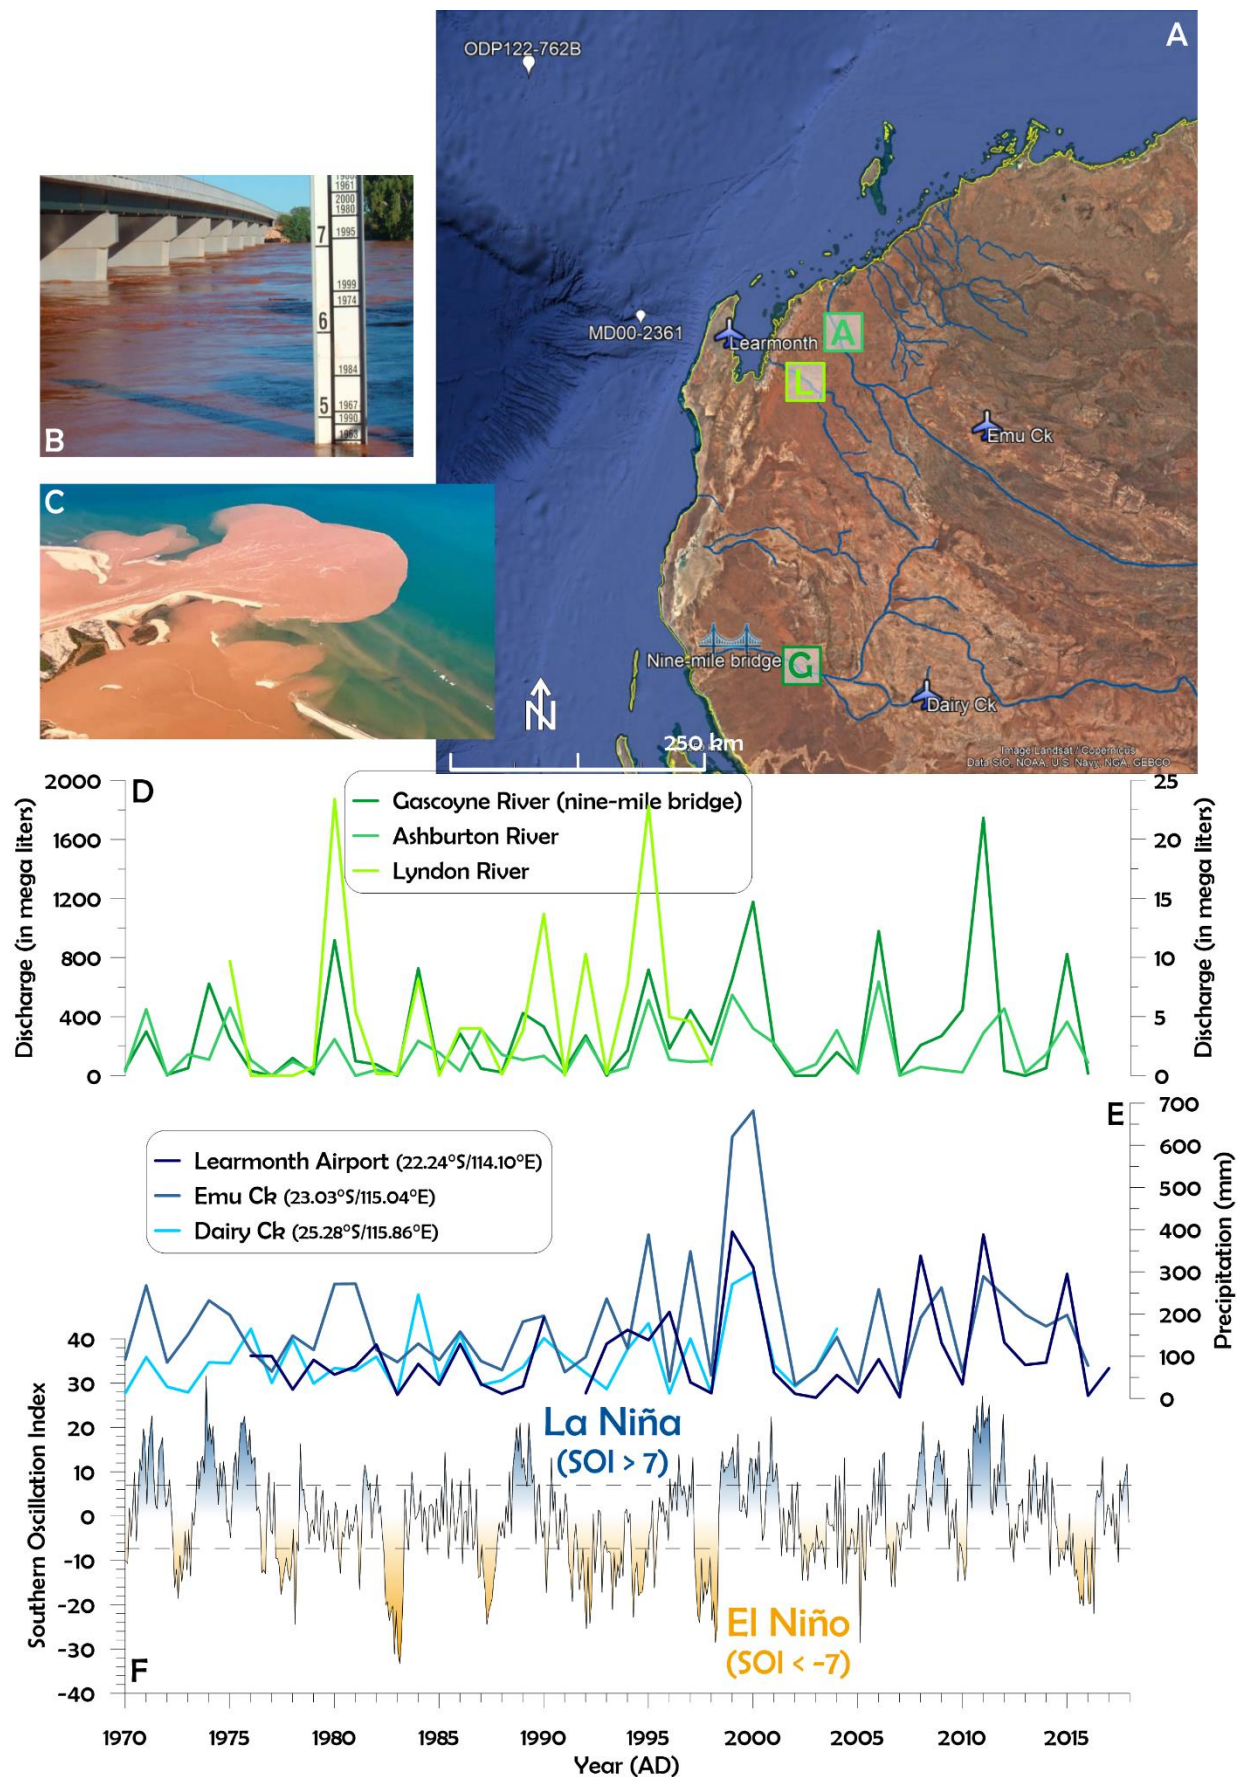 A
ODP122-762B
MD00-2361
Learmonth
A
L
Emu Ck
Nine-mile bridge
G
Dairy Ck
N
250 km
Image Landsat / Copernicus
Data SIO, NOAA, U.S. Navy, NGA, GEBCO
1961
2000
1980
7
1995
1999
1974
6
1984
1967
5
1990
1963
B
C
D
2000
1600
1200
800
400
0
Discharge (in mega liters)
Gascoyne River (nine-mile bridge)
Ashburton River
Lyndon River
25
20
15
10
5
0
Discharge (in mega liters)
E
700
600
500
400
300
200
100
0
Precipitation (mm)
Learmonth Airport (22.24°S/114.10°E)
Emu Ck (23.03°S/115.04°E)
Dairy Ck (25.28°S/115.86°E)
40
30
20
10
0
-10
-20
-30
-40
Southern Oscillation Index
La Niña
(SOI > 7)
El Niño
(SOI < -7)
F
1970 1975 1980 1985 1990 1995 2000 2005 2010 2015
Year (AD)